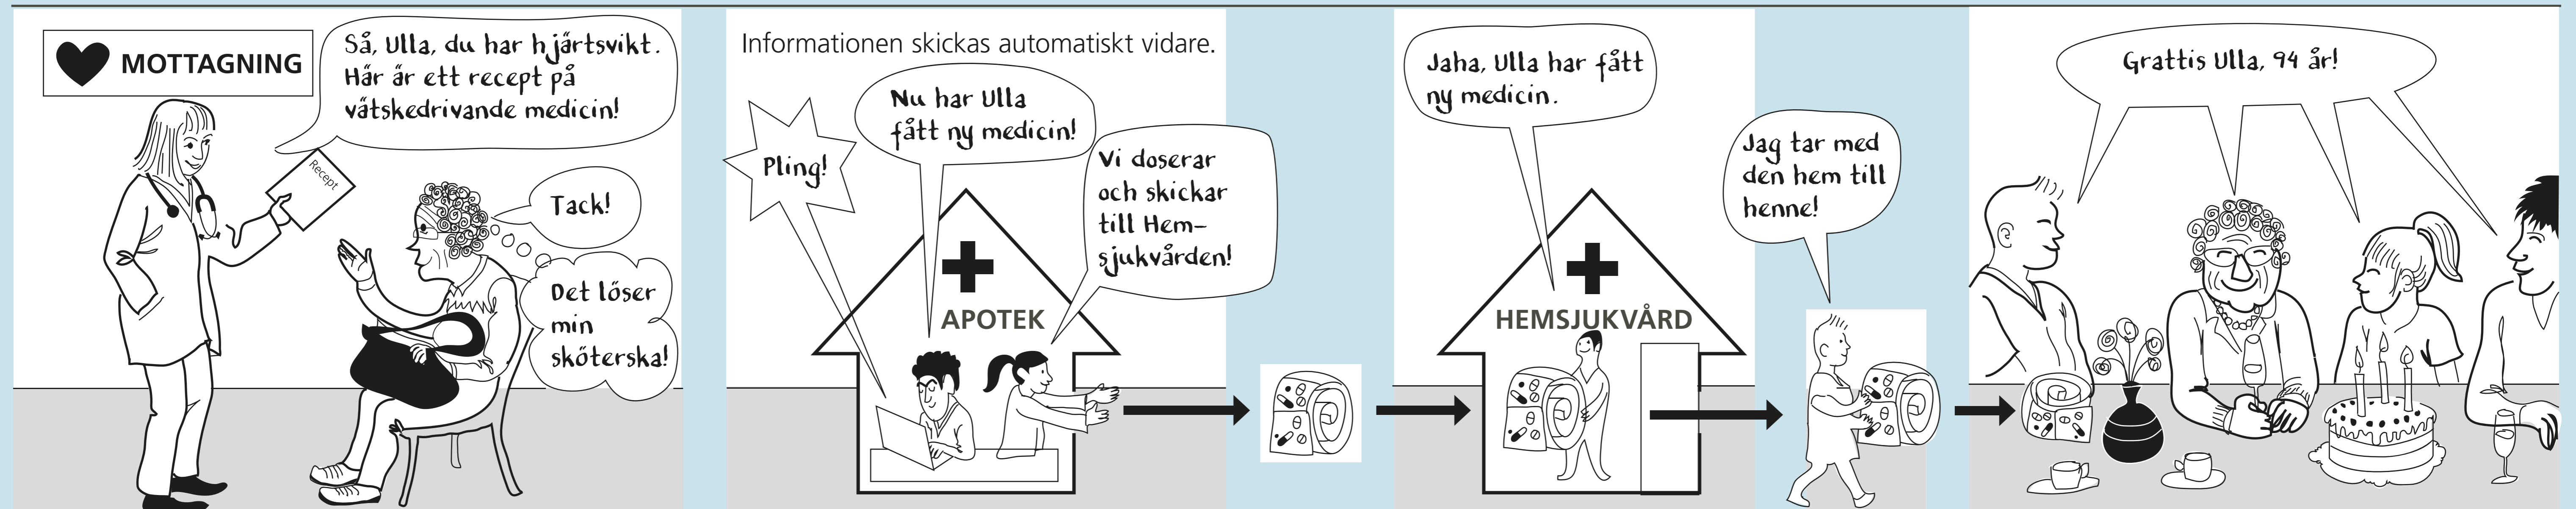 MOTTAGNING
Så, Ulla, du har hjärtsvikt.
Här är ett recept på
vätskedrivande medicin!
Recept
Tack!
Det löser
min
sköterska!
Informationen skickas automatiskt vidare.
Pling!
Nu har Ulla
fått ny medicin!
Vi doserar
och skickar
till Hem-
sjukvården!
APOTEK
Jaha, Ulla har fått
ny medicin.
HEMSJUKVÅRD
Jag tar med
den hem till
henne!
Grattis Ulla, 94 år!